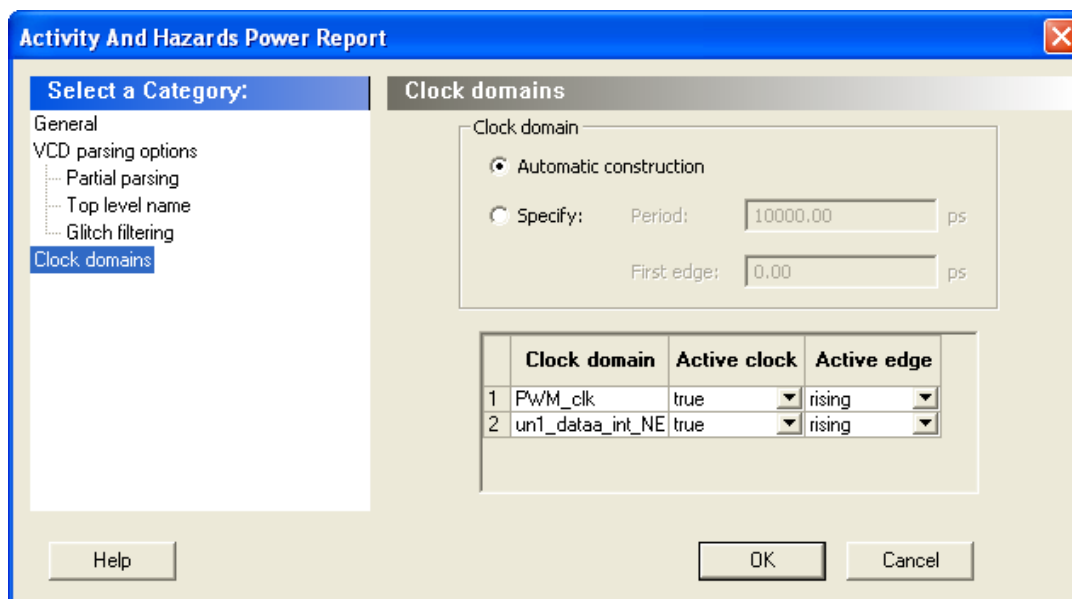 Activity And Hazards Power Report
Select a Category:
General
VCD parsing options
Partial parsing
Top level name
Glitch filtering
Clock domains
Clock domains
Clock domain
Automatic construction
Specify: Period: 10000.00 ps
First edge: 0.00 ps
Clock domain Active clock Active edge
1 PWM_clk true rising
2 un1_dataa_int_NE true rising
Help OK Cancel